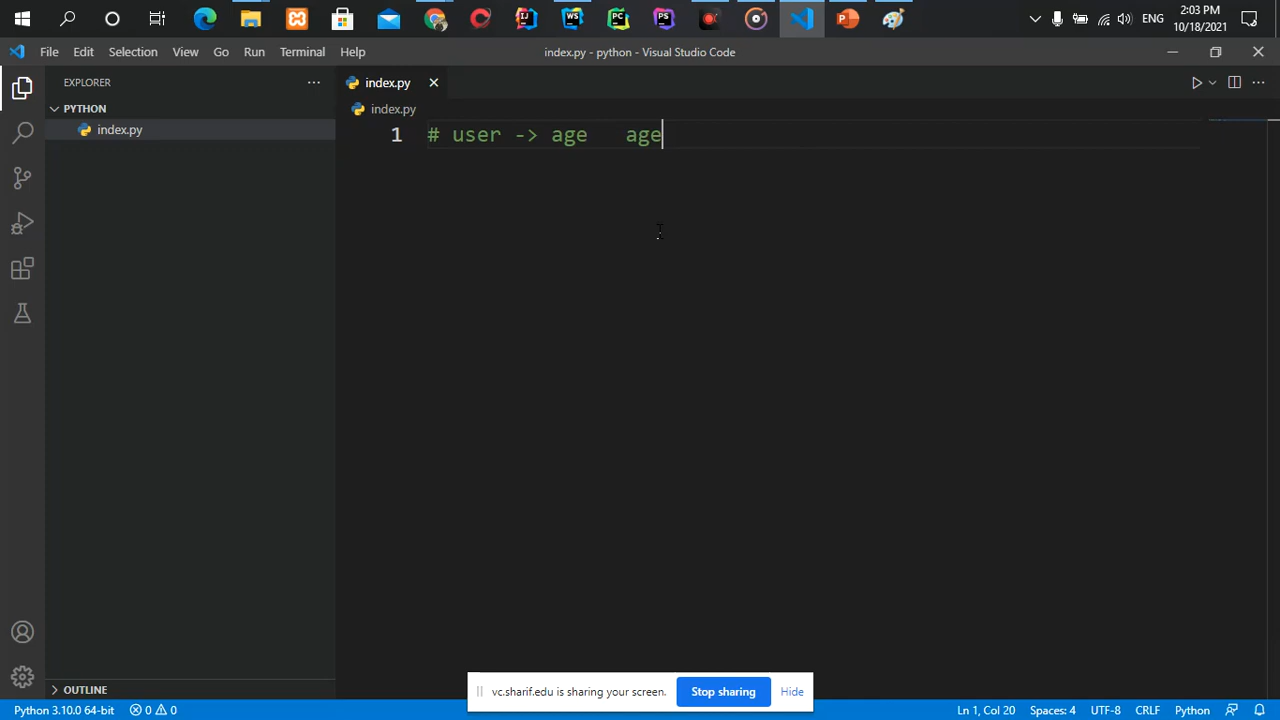 2:03 PM
ENG
10/18/2021
File Edit Selection View Go Run Terminal Help
index.py - python - Visual Studio Code
EXPLORER
index.py
PYTHON
index.py
index.py
1 # user -> age   age
OUTLINE
vc.sharif.edu is sharing your screen. Stop sharing Hide
Python 3.10.0 64-bit 0 0 Ln 1, Col 20 Spaces: 4 UTF-8 CRLF Python